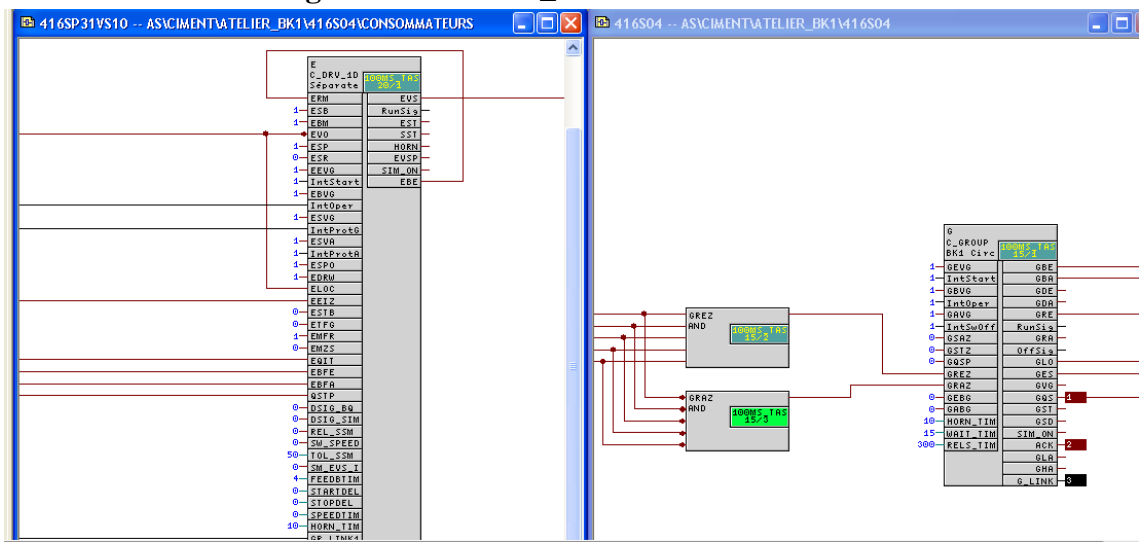 416SP31VS10 -- AS\CIMENT\ATELIER_BK1\416S04\CONSOMMATEURS
E
C_DRV_1D
Séparate
100MS_TAS
20/1
ERM EVS
1 ESB RunSig
1 EBM EST
EVO SST
1 ESP HORN
0 ESR EVSP
1 EEVG SIM_ON
1 IntStart EBE
1 EBVG
IntOper
1 ESVG
IntProtG
1 ESVA
1 IntProtA
1 ESPO
1 EDRW
ELOC
EEIZ
0 ESTB
0 ETFG
1 EMFR
0 EMZS
EQIT
EBFE
EBFA
QSTP
0 DSIG_BQ
0 DSIG_SIM
0 REL_SSM
0 SW_SPEED
50 TOL_SSM
0 SM_EVS_I
4 FEEDBTIM
0 STARTDEL
0 STOPDEL
0 SPEEDTIM
10 HORN_TIM
GR_LINK1
416S04 -- AS\CIMENT\ATELIER_BK1\416S04
GREZ
AND
100MS_TAS
15/2
GRAZ
AND
100MS_TAS
15/3
G
C_GROUP
BK1 Circ
100MS_TAS
15/1
1 GEVG GBE
1 IntStart GBA
1 GBVG GDE
1 IntOper GDA
1 GAVG GRE
1 IntSwOff RunSig
0 GSAZ GRA
0 GSTZ OffSig
0 GQSP GLO
GREZ GES
GRAZ GVG
0 GEBG GQS 1
0 GABG GST
10 HORN_TIM GSD
15 WAIT_TIM SIM_ON
300 RELS_TIM ACK 2
GLA
GHA
G_LINK 3